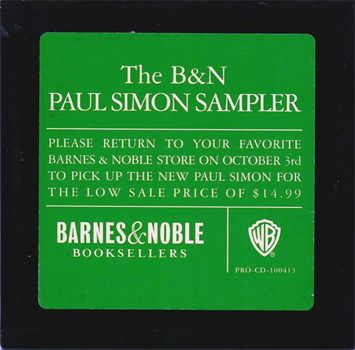 The B&N
PAUL SIMON SAMPLER
PLEASE RETURN TO YOUR FAVORITE
BARNES & NOBLE STORE ON OCTOBER 3rd
TO PICK UP THE NEW PAUL SIMON FOR
THE LOW SALE PRICE OF $14.99
BARNES&NOBLE
BOOKSELLERS
WB
PRO-CD-100413